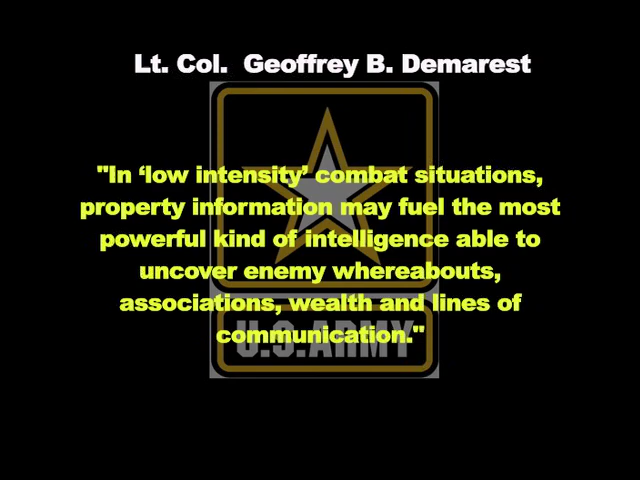 Lt. Col. Geoffrey B. Demarest
"In ‘low intensity’ combat situations,
property information may fuel the most
powerful kind of intelligence able to
uncover enemy whereabouts,
associations, wealth and lines of
communication."
U.S.ARMY